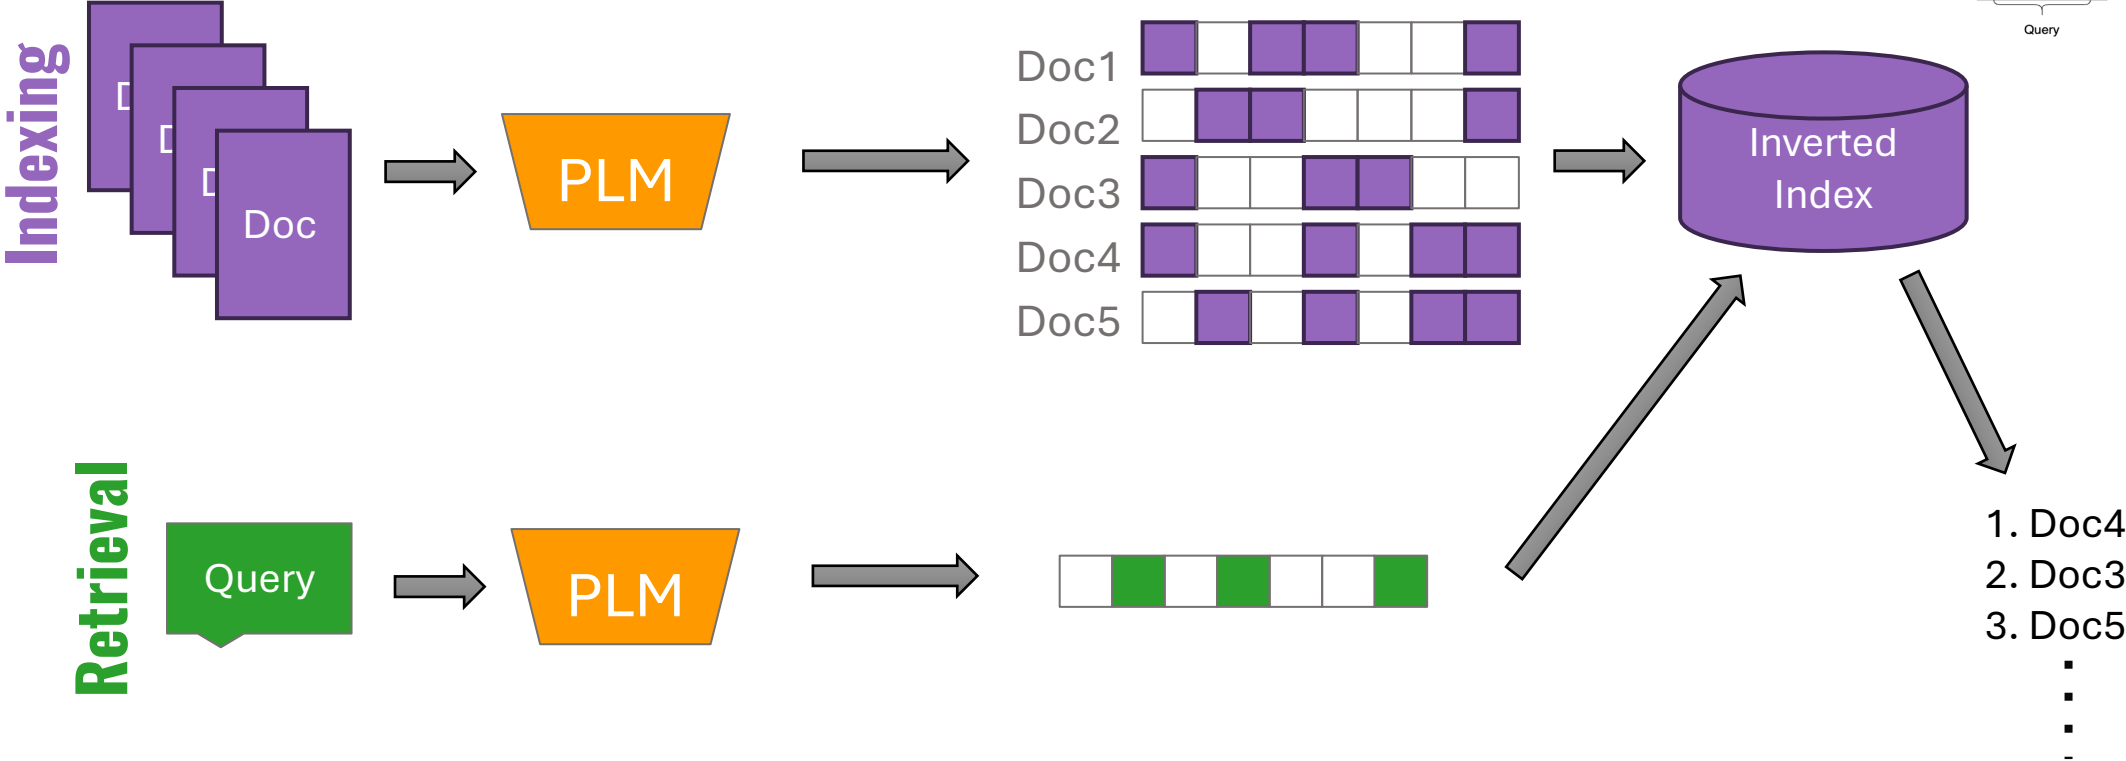 Indexing
Doc
PLM
Doc1
Doc2
Doc3
Doc4
Doc5
Inverted
Index
Query
Retrieval
Query
PLM
1. Doc4
2. Doc3
3. Doc5